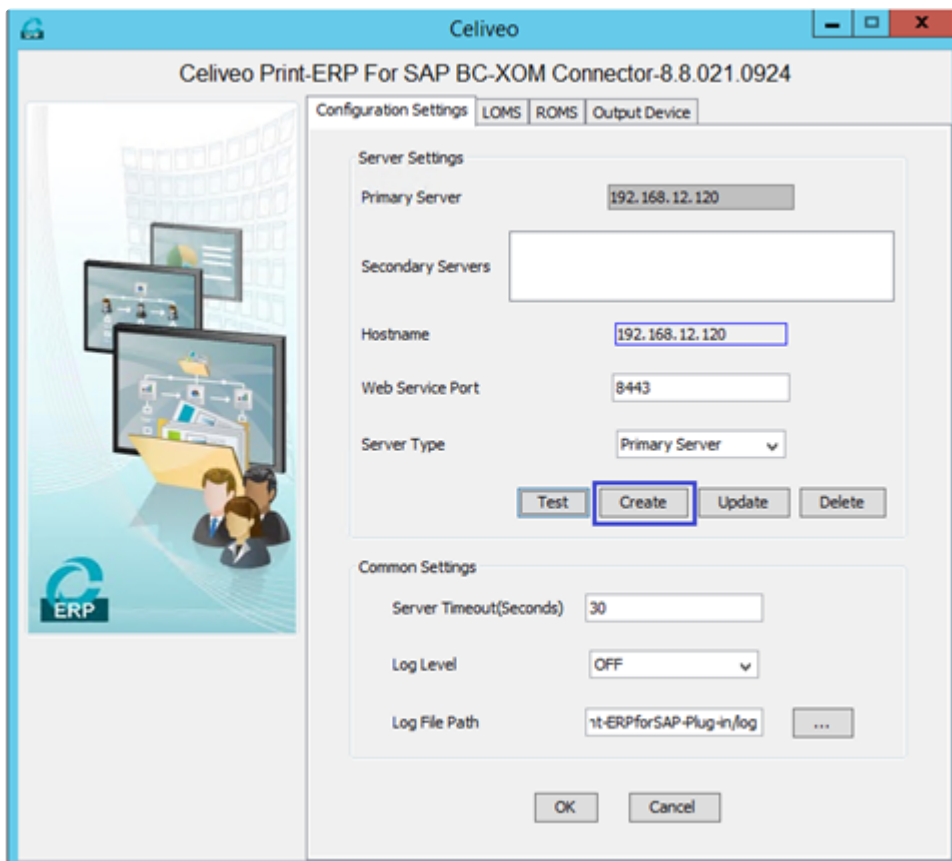 Celiveo
Celiveo Print-ERP For SAP BC-XOM Connector-8.8.021.0924
Configuration Settings LOMS ROMS Output Device
Server Settings
Primary Server 192.168.12.120
Secondary Servers
Hostname 192.168.12.120
Web Service Port 8443
Server Type Primary Server
Test Create Update Delete
Common Settings
Server Timeout(Seconds) 30
Log Level OFF
Log File Path nt-ERPforSAP-Plug-in/log ...
ERP
OK Cancel